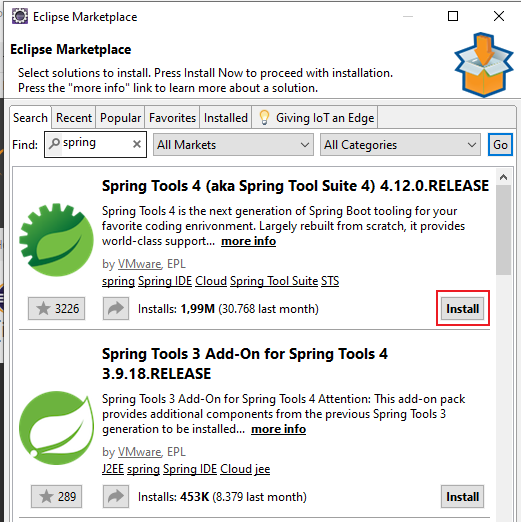 Eclipse Marketplace
Eclipse Marketplace
Select solutions to install. Press Install Now to proceed with installation.
Press the "more info" link to learn more about a solution.
Search Recent Popular Favorites Installed Giving IoT an Edge
Find: spring All Markets All Categories Go
Spring Tools 4 (aka Spring Tool Suite 4) 4.12.0.RELEASE
Spring Tools 4 is the next generation of Spring Boot tooling for your
favorite coding enrivonment. Largely rebuilt from scratch, it provides
world-class support... more info
by VMware, EPL
spring Spring IDE Cloud Spring Tool Suite STS
3226 Installs: 1,99M (30.768 last month) Install
Spring Tools 3 Add-On for Spring Tools 4
3.9.18.RELEASE
Spring Tools 3 Add-On for Spring Tools 4 Attention: This add-on pack
provides additional components from the previous Spring Tools 3
generation to be installed... more info
by VMware, EPL
J2EE spring Spring IDE Cloud jee
289 Installs: 453K (8.379 last month) Install